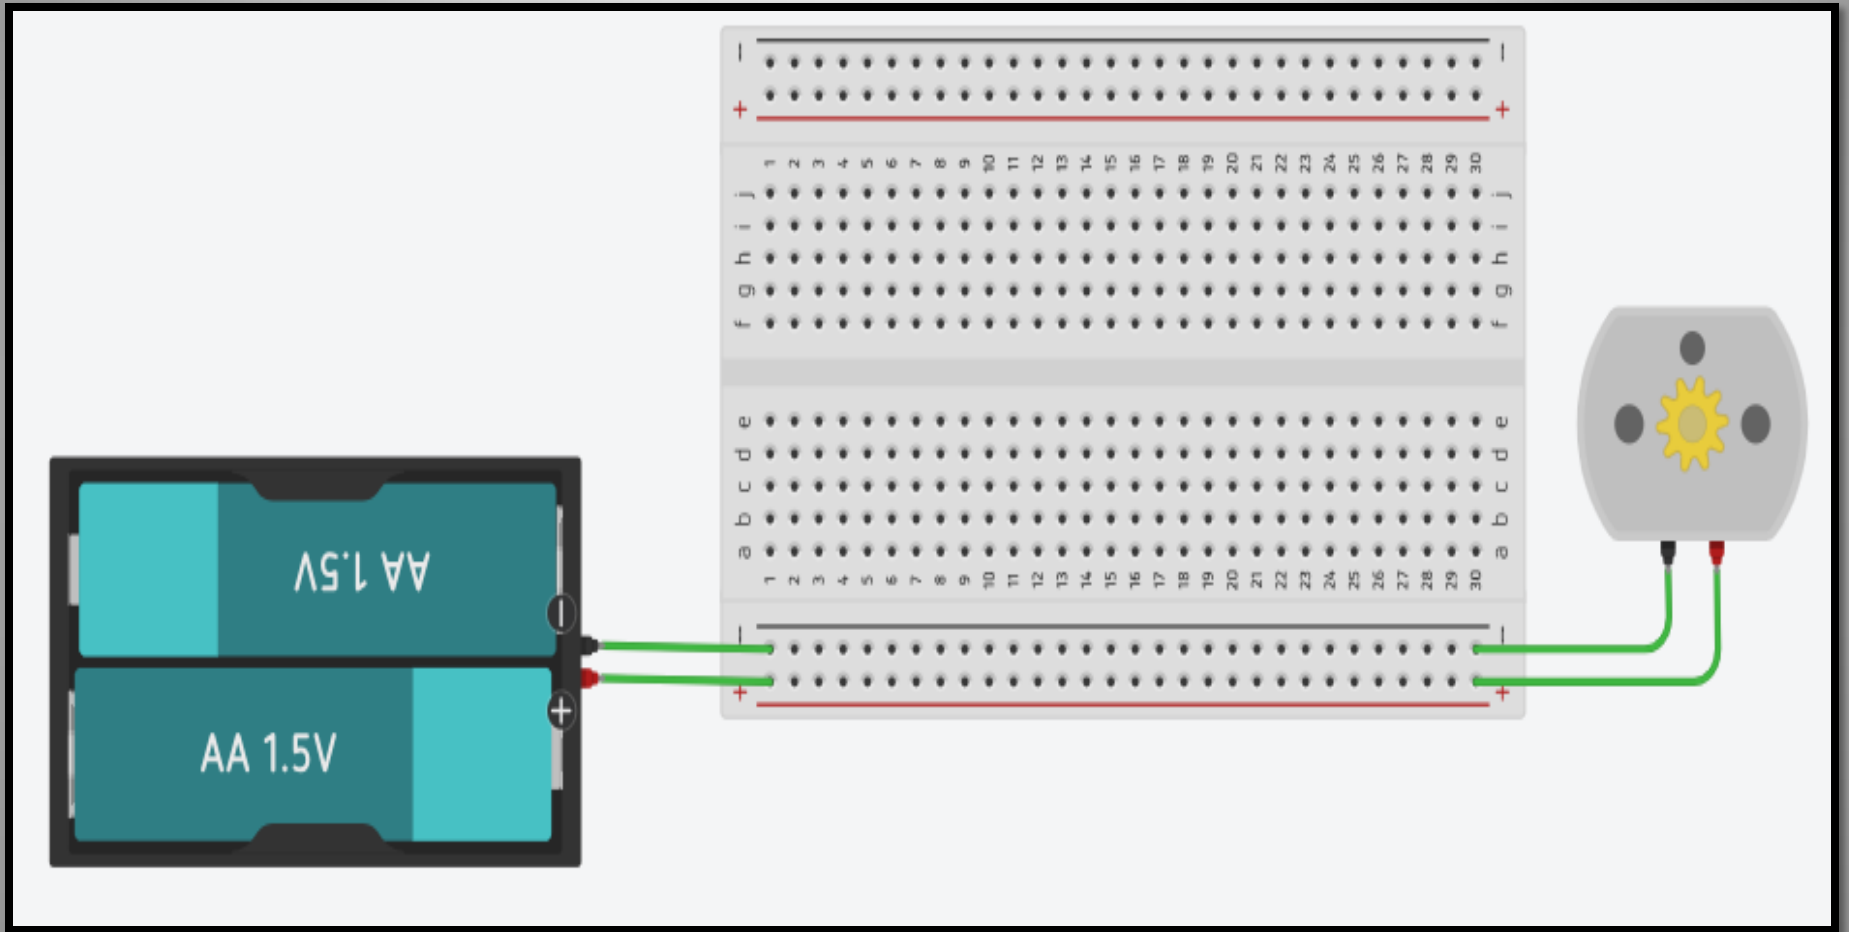 − −
+ +
1 2 3 4 5 6 7 8 9 10 11 12 13 14 15 16 17 18 19 20 21 22 23 24 25 26 27 28 29 30
j j
i i
h h
g g
f f
e e
d d
c c
b b
a a
1 2 3 4 5 6 7 8 9 10 11 12 13 14 15 16 17 18 19 20 21 22 23 24 25 26 27 28 29 30
− −
+ +
AA 1.5V
−
+
AA 1.5V